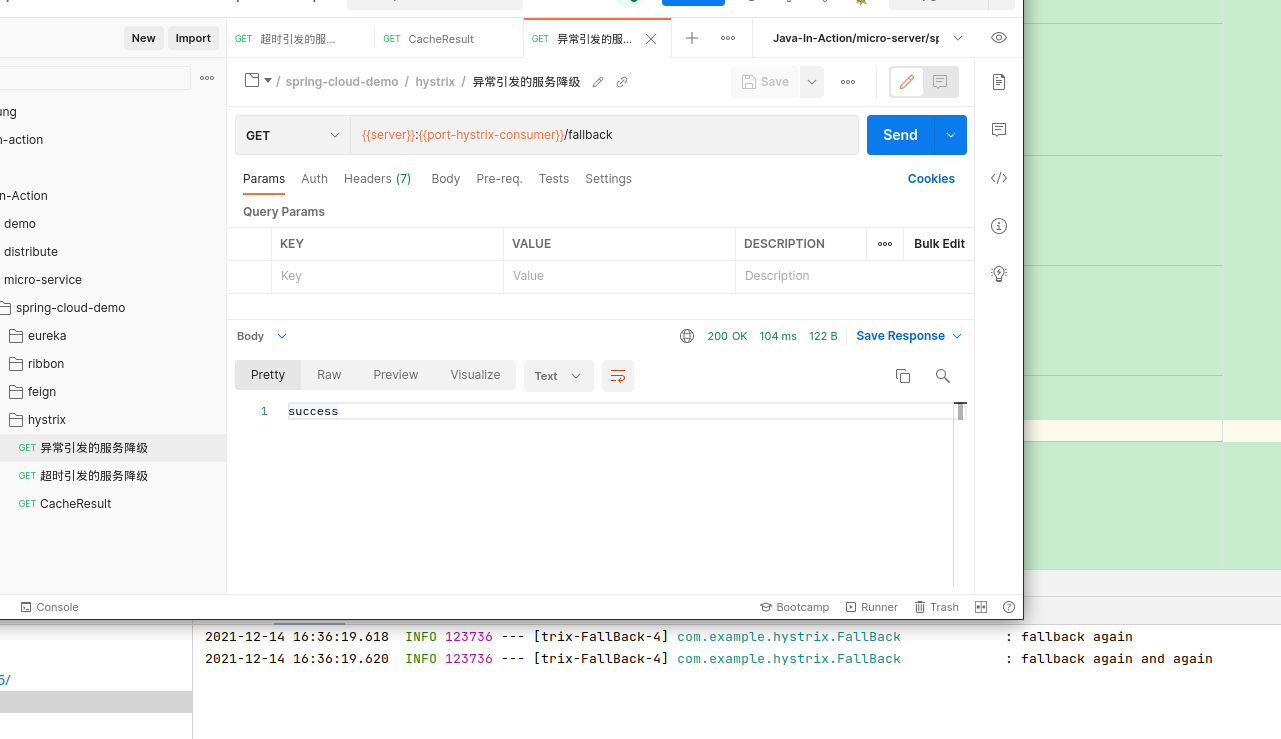 New
Import
GET 超时引发的服...
GET CacheResult
GET 异常引发的服...
Java-In-Action/micro-server/sp
/ spring-cloud-demo / hystrix / 异常引发的服务降级
Save
ung
n-action
n-Action
demo
distribute
micro-service
spring-cloud-demo
eureka
ribbon
feign
hystrix
GET 异常引发的服务降级
GET 超时引发的服务降级
GET CacheResult
GET
{{server}}:{{port-hystrix-consumer}}/fallback
Send
Params Auth Headers (7) Body Pre-req. Tests Settings
Cookies
Query Params
KEY VALUE DESCRIPTION
Bulk Edit
Key Value Description
Body
200 OK 104 ms 122 B
Save Response
Pretty Raw Preview Visualize
Text
1 success
Console
Bootcamp Runner Trash
2021-12-14 16:36:19.618 INFO 123736 --- [trix-FallBack-4] com.example.hystrix.FallBack : fallback again
2021-12-14 16:36:19.620 INFO 123736 --- [trix-FallBack-4] com.example.hystrix.FallBack : fallback again and again
5/